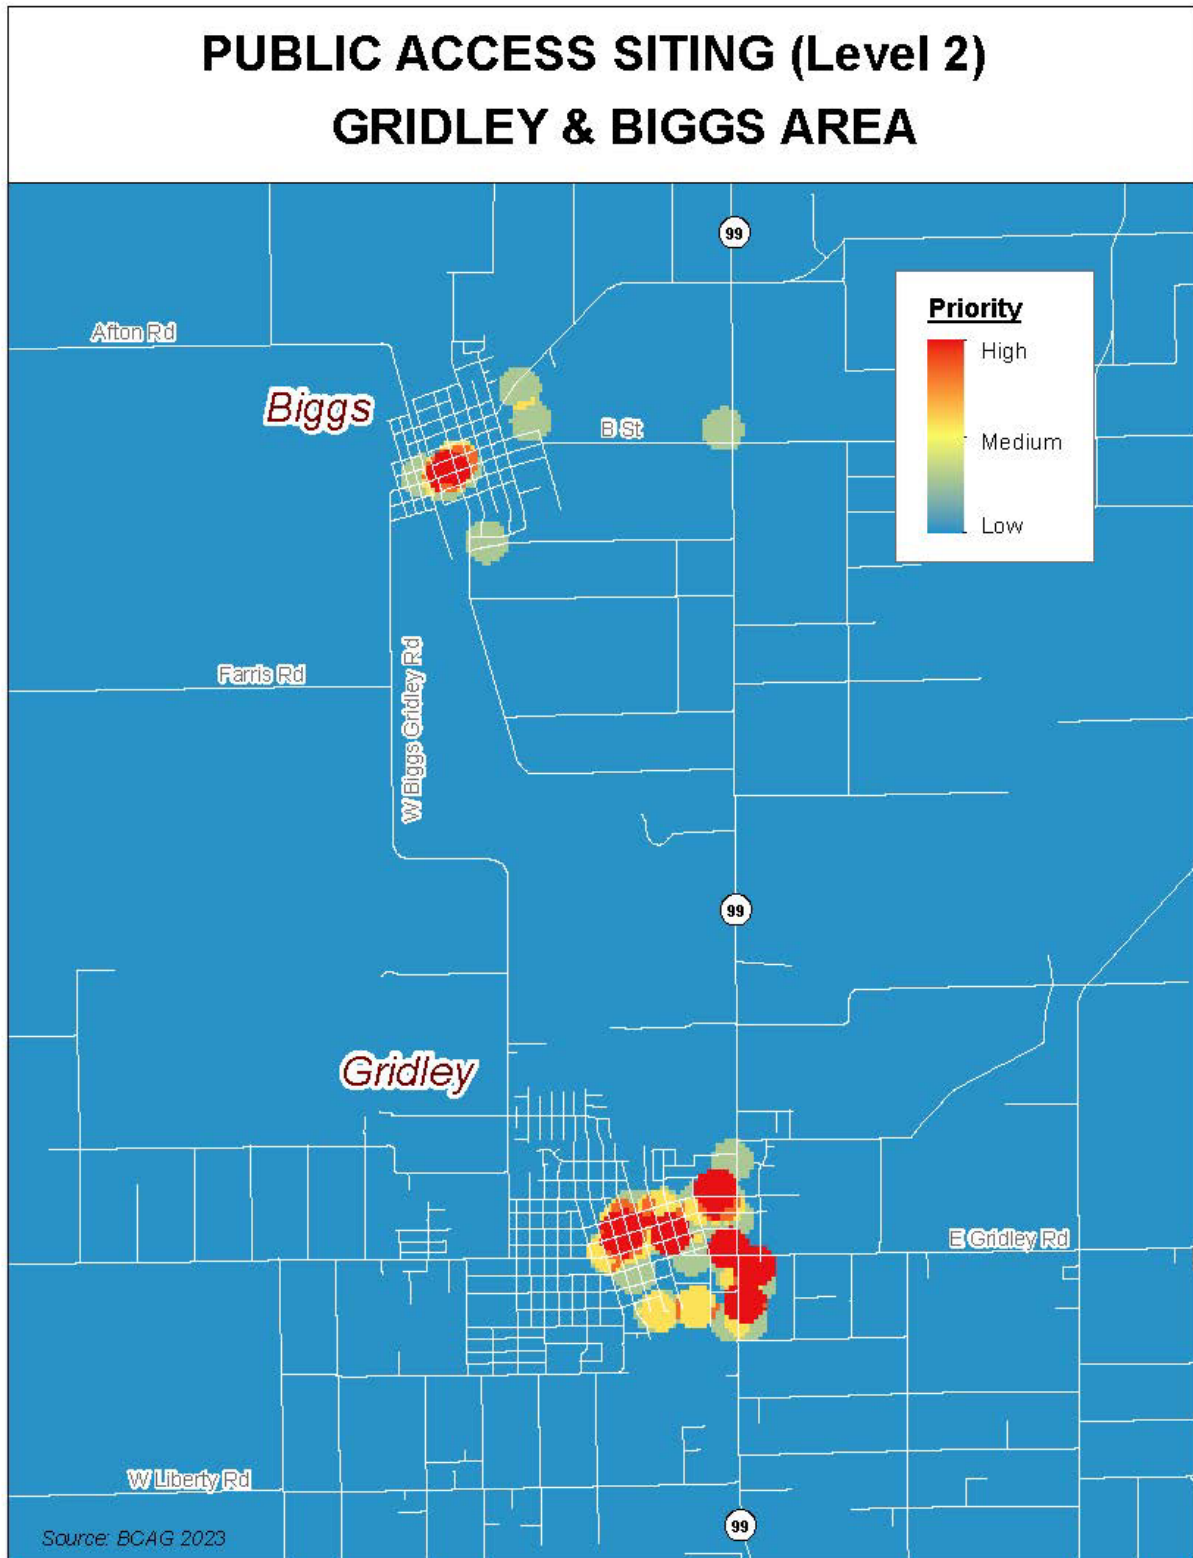 PUBLIC ACCESS SITING (Level 2)
GRIDLEY & BIGGS AREA
99
Priority
High
Medium
Low
Afton Rd
Biggs
B St
Farris Rd
W Biggs Gridley Rd
99
Gridley
E Gridley Rd
W Liberty Rd
99
Source: BCAG 2023